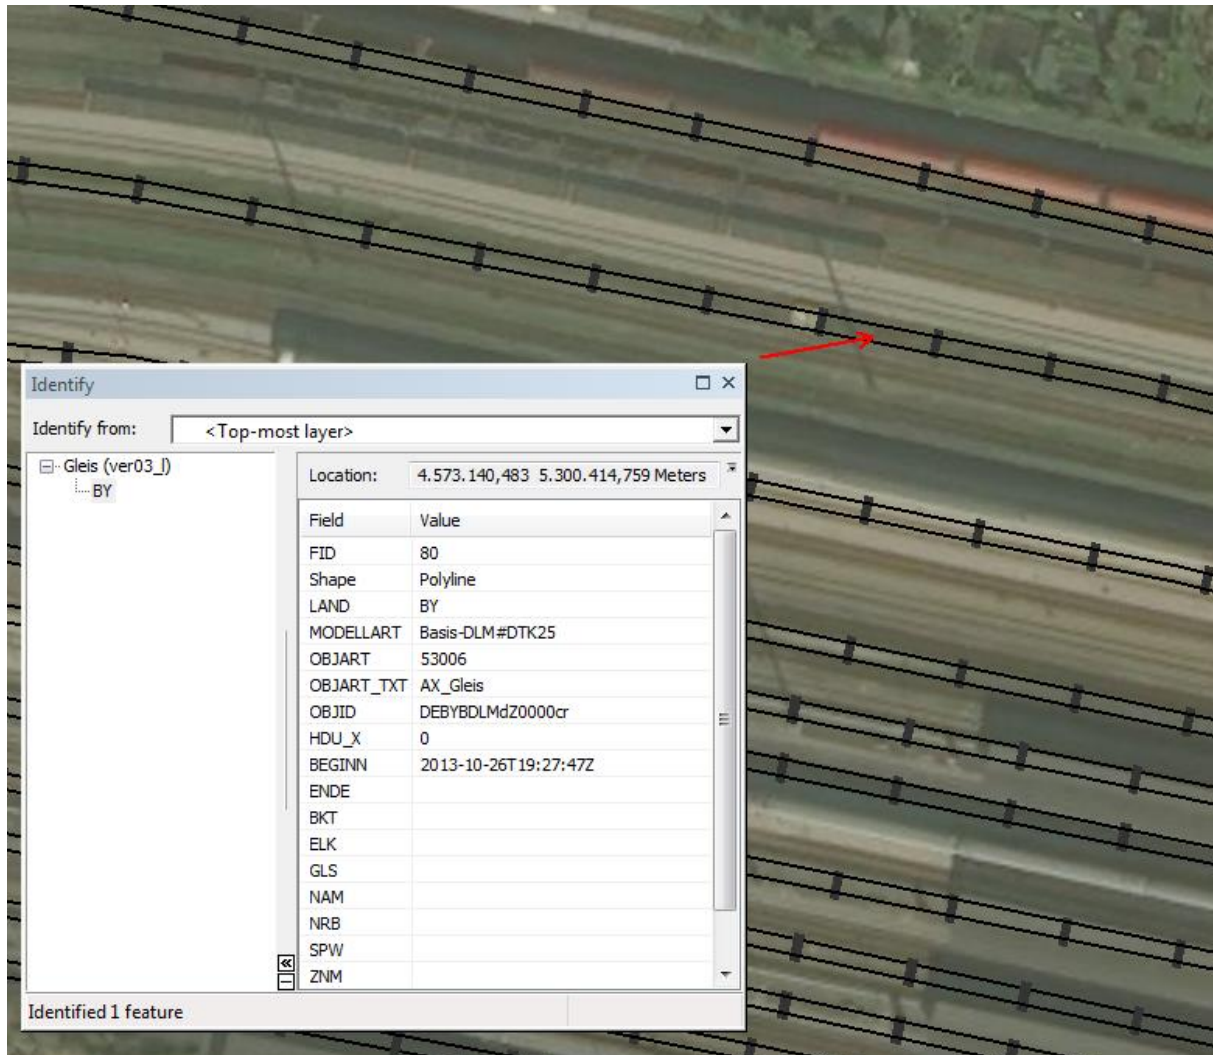 Identify
Identify from: <Top-most layer>
Gleis (ver03_l)
BY
Location: 4.573.140,483 5.300.414,759 Meters
Field Value
FID 80
Shape Polyline
LAND BY
MODELLART Basis-DLM#DTK25
OBJART 53006
OBJART_TXT AX_Gleis
OBJID DEBYBDLMdZ0000cr
HDU_X 0
BEGINN 2013-10-26T19:27:47Z
ENDE
BKT
ELK
GLS
NAM
NRB
SPW
ZNM
Identified 1 feature